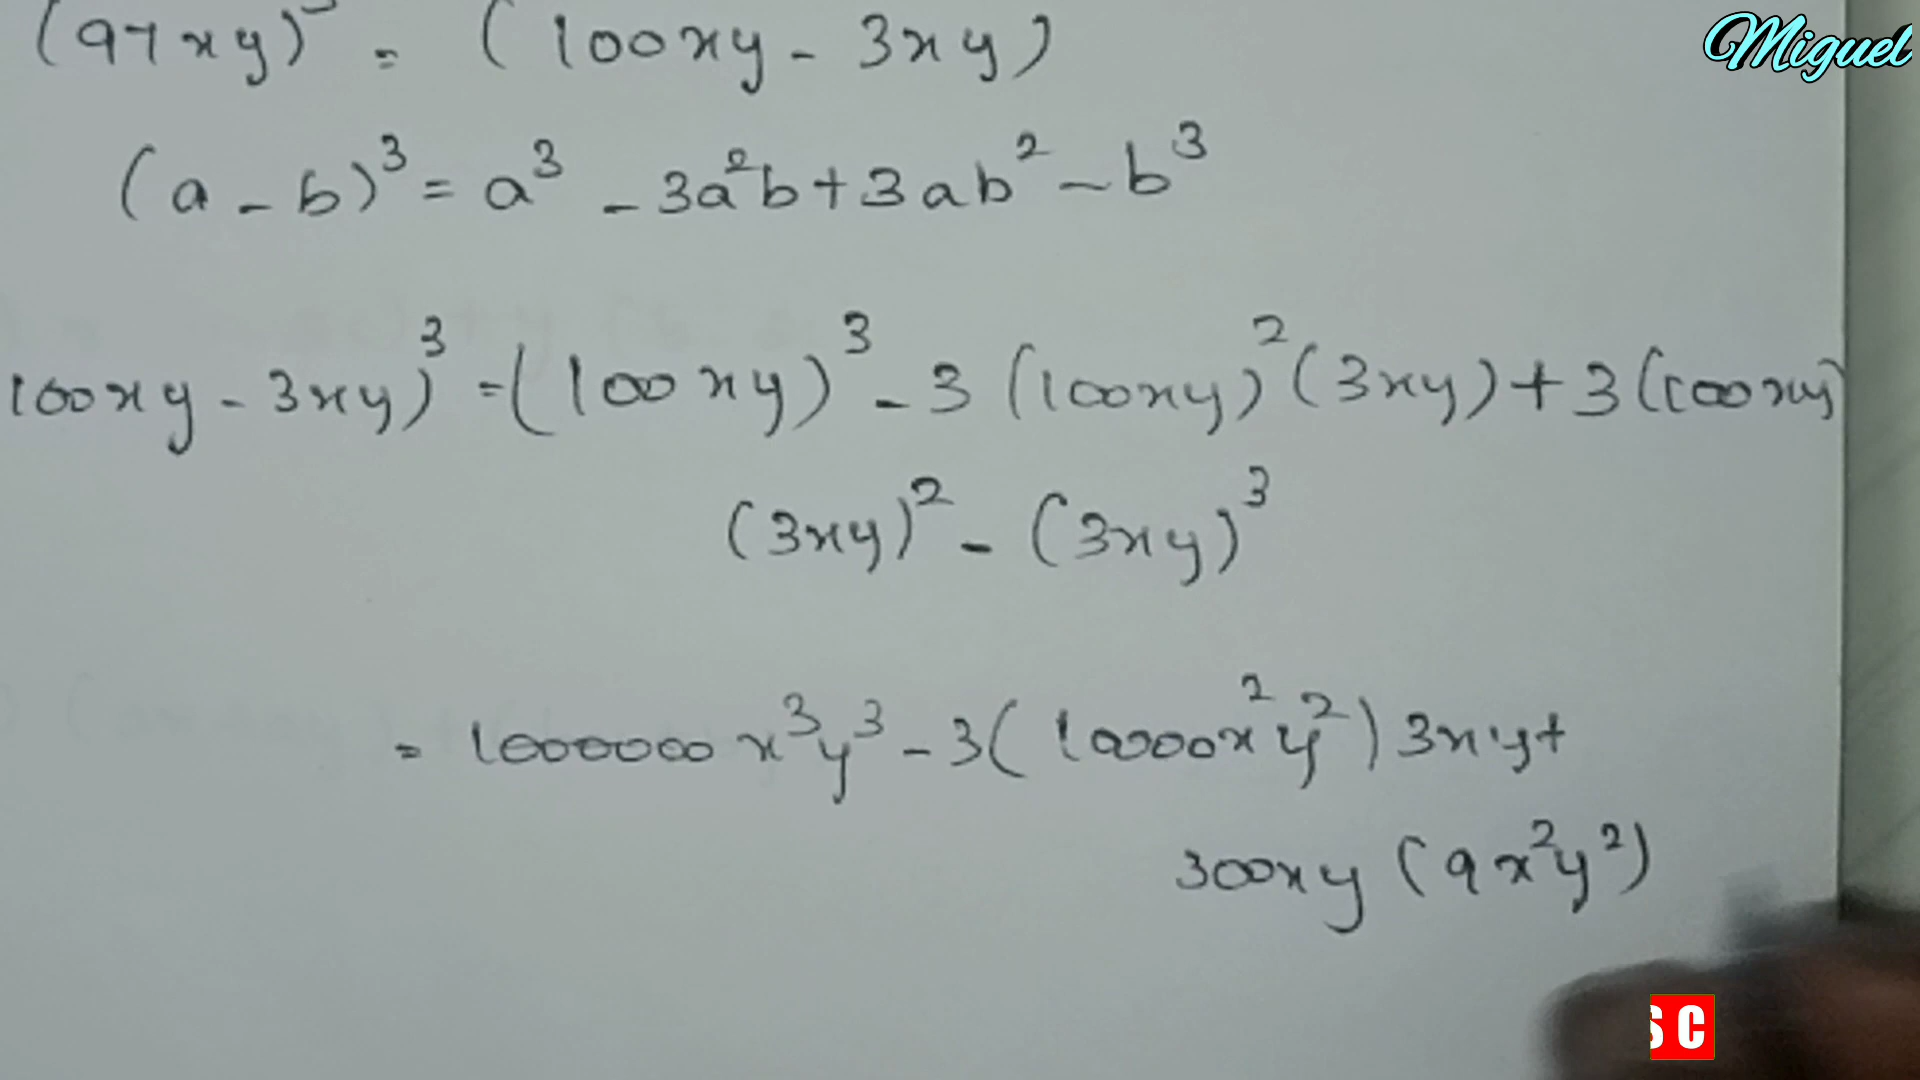 (97xy)³ = (100xy - 3xy)
Miguel
(a - b)³ = a³ - 3a²b + 3ab² - b³
100xy - 3xy)³ = (100xy)³ - 3(100xy)²(3xy) + 3(100xy)
(3xy)² - (3xy)³
= 1000000x³y³ - 3(10000x²y²)3xy +
300xy(9x²y²)
SC